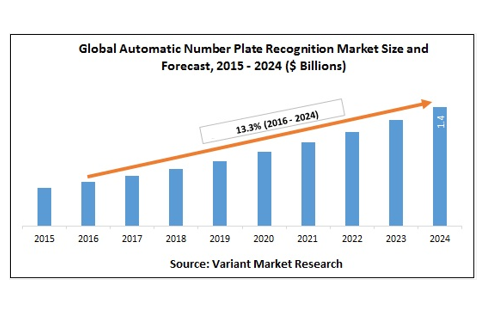 Global Automatic Number Plate Recognition Market Size and
Forecast, 2015 - 2024 ($ Billions)
13.3% (2016 - 2024)
1.4
2015 2016 2017 2018 2019 2020 2021 2022 2023 2024
Source: Variant Market Research